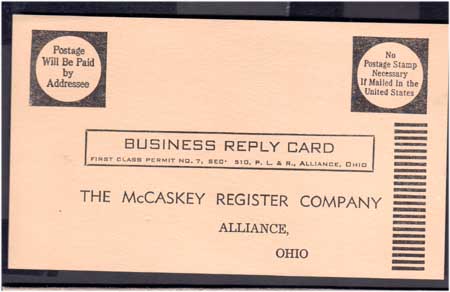 Postage
Will Be Paid
by
Addressee
No
Postage Stamp
Necessary
If Mailed in the
United States
BUSINESS REPLY CARD
FIRST CLASS PERMIT NO. 7, SEC. 510, P. L. & R., ALLIANCE, OHIO
THE McCASKEY REGISTER COMPANY
ALLIANCE,
OHIO